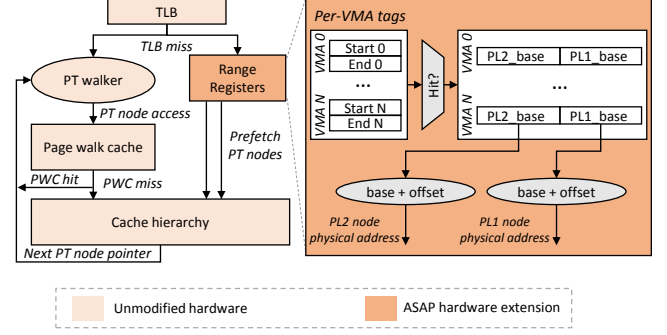 TLB
TLB miss
PT walker
Range
Registers
PT node access
Page walk cache
Prefetch
PT nodes
PWC hit
PWC miss
Cache hierarchy
Next PT node pointer
Per-VMA tags
VMA 0
Start 0
End 0
...
VMA N
Start N
End N
Hit?
VMA 0
PL2_base
PL1_base
...
VMA N
PL2_base
PL1_base
base + offset
base + offset
PL2 node
physical address
PL1 node
physical address
Unmodified hardware
ASAP hardware extension